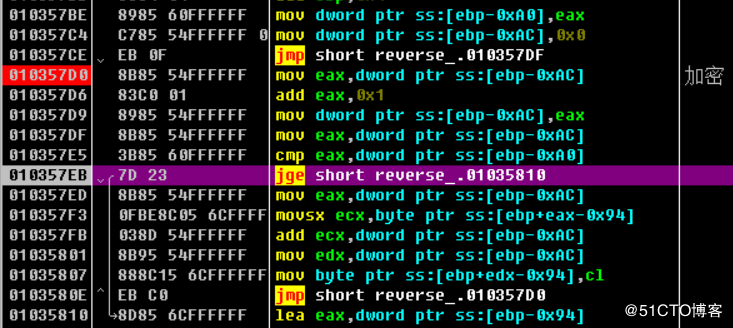 010357BE 8985 60FFFFFF mov dword ptr ss:[ebp-0xA0],eax
010357C4 C785 54FFFFFF 0 mov dword ptr ss:[ebp-0xAC],0x0
010357CE EB 0F jmp short reverse_.010357DF
010357D0 8B85 54FFFFFF mov eax,dword ptr ss:[ebp-0xAC] 加密
010357D6 83C0 01 add eax,0x1
010357D9 8985 54FFFFFF mov dword ptr ss:[ebp-0xAC],eax
010357DF 8B85 54FFFFFF mov eax,dword ptr ss:[ebp-0xAC]
010357E5 3B85 60FFFFFF cmp eax,dword ptr ss:[ebp-0xA0]
010357EB 7D 23 jge short reverse_.01035810
010357ED 8B85 54FFFFFF mov eax,dword ptr ss:[ebp-0xAC]
010357F3 0FBE8C05 6CFFFF movsx ecx,byte ptr ss:[ebp+eax-0x94]
010357FB 038D 54FFFFFF add ecx,dword ptr ss:[ebp-0xAC]
01035801 8B95 54FFFFFF mov edx,dword ptr ss:[ebp-0xAC]
01035807 888C15 6CFFFFFF mov byte ptr ss:[ebp+edx-0x94],cl
0103580E EB C0 jmp short reverse_.010357D0
01035810 8D85 6CFFFFFF lea eax,dword ptr ss:[ebp-0x94]
@51CTO博客